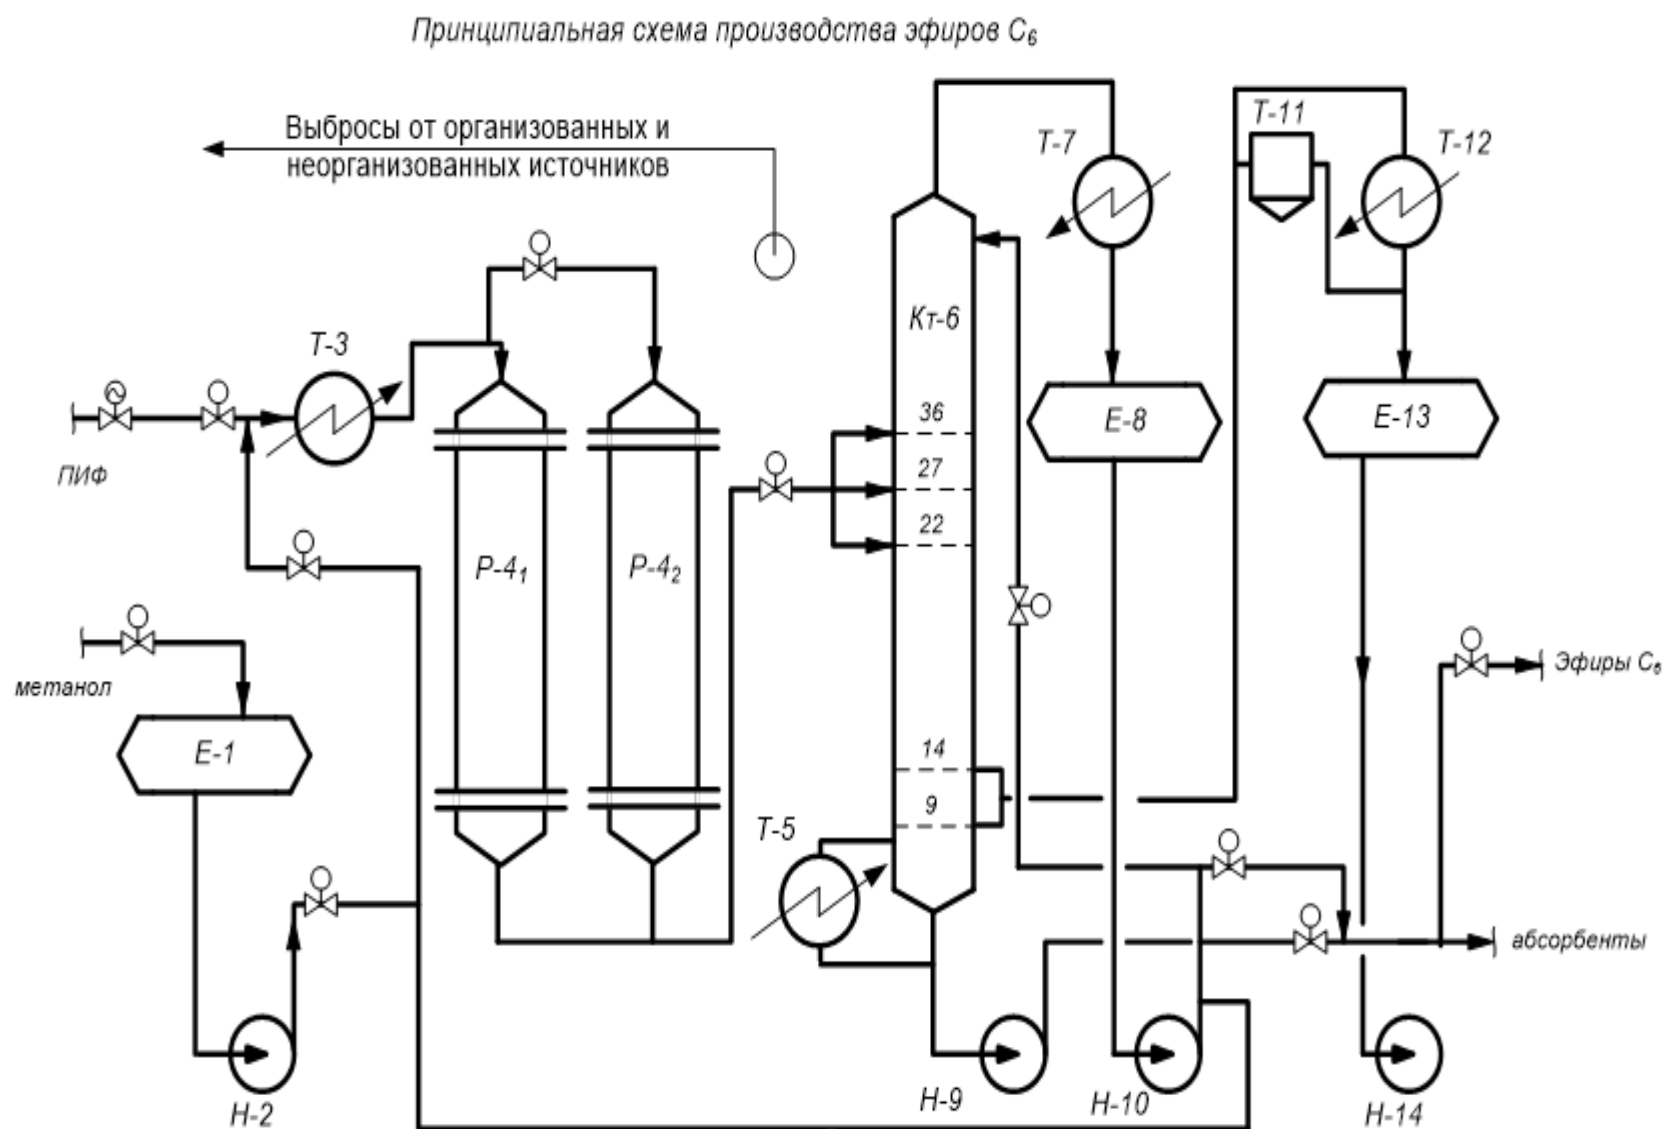 Принципиальная схема производства эфиров С₆
Выбросы от организованных и
неорганизованных источников
Т-7
Т-11
Т-12
Т-3
Кт-6
ПИФ
36
27
22
Е-8
Е-13
Р-4₁
Р-4₂
метанол
Эфиры С₆
Е-1
14
9
Т-5
абсорбенты
Н-2
Н-9
Н-10
Н-14